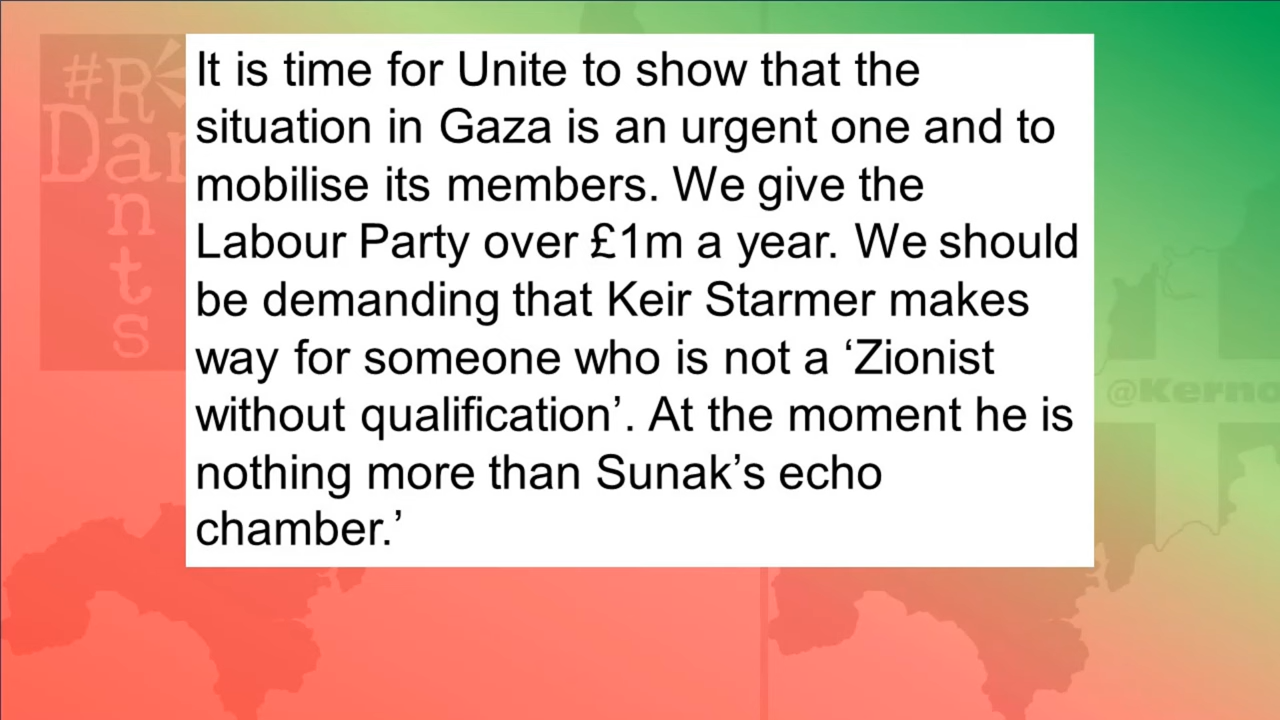 #R
Dan
n
t
s
It is time for Unite to show that the
situation in Gaza is an urgent one and to
mobilise its members. We give the
Labour Party over £1m a year. We should
be demanding that Keir Starmer makes
way for someone who is not a ‘Zionist
without qualification’. At the moment he is
nothing more than Sunak’s echo
chamber.’
@Kerno